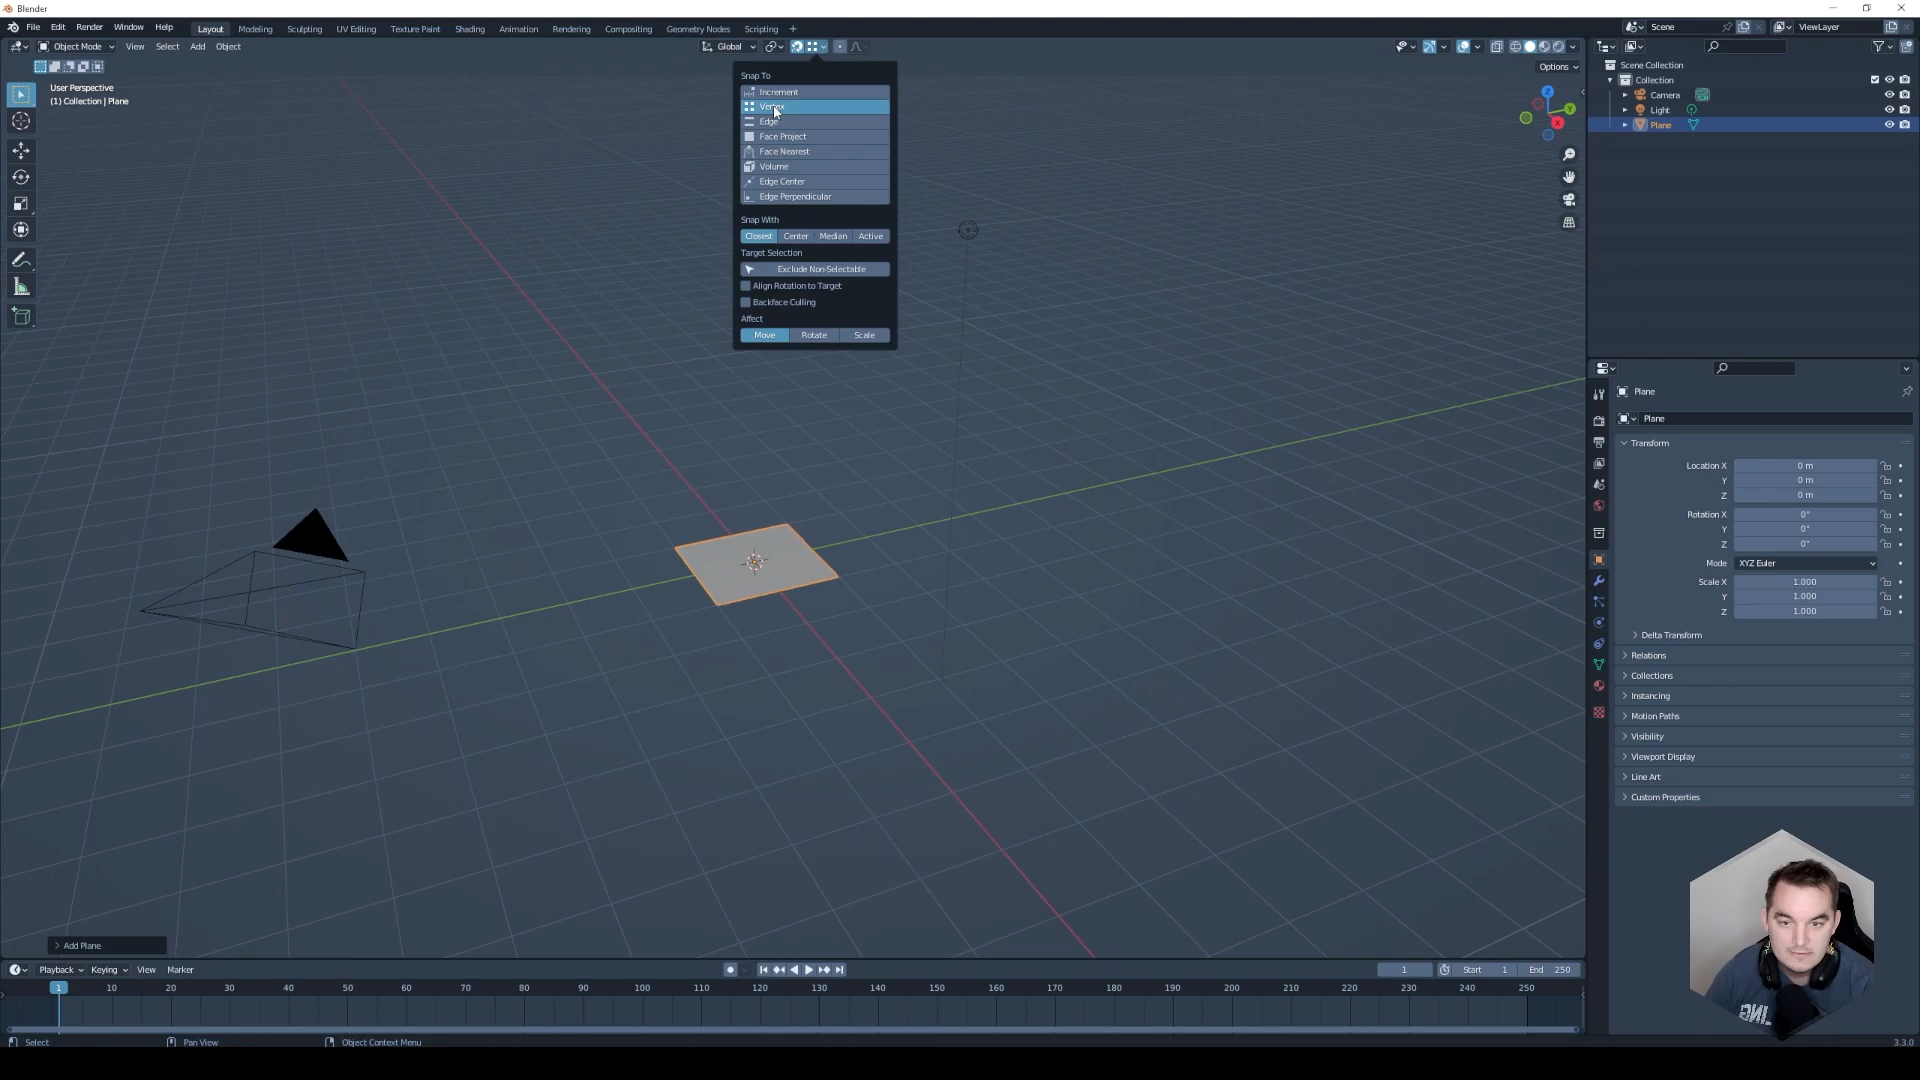 Blender
File Edit Render Window Help Layout Modeling Sculpting UV Editing Texture Paint Shading Animation Rendering Compositing Geometry Nodes Scripting + Scene ViewLayer
Object Mode View Select Add Object Global
Options
User Perspective
(1) Collection | Plane
Snap To
Increment
Vertex
Edge
Face Project
Face Nearest
Volume
Edge Center
Edge Perpendicular
Snap With
Closest Center Median Active
Target Selection
Exclude Non-Selectable
Align Rotation to Target
Backface Culling
Affect
Move Rotate Scale
Z
Y
X
Scene Collection
Collection
Camera
Light
Plane
Plane
Plane
Transform
Location X 0 m
Y 0 m
Z 0 m
Rotation X 0°
Y 0°
Z 0°
Mode XYZ Euler
Scale X 1.000
Y 1.000
Z 1.000
Delta Transform
Relations
Collections
Instancing
Motion Paths
Visibility
Viewport Display
Line Art
Custom Properties
Add Plane
Playback Keying View Marker 1 Start 1 End 250
1 10 20 30 40 50 60 70 80 90 100 110 120 130 140 150 160 170 180 190 200 210 220 230 240 250
Select Pan View Object Context Menu 3.3.0